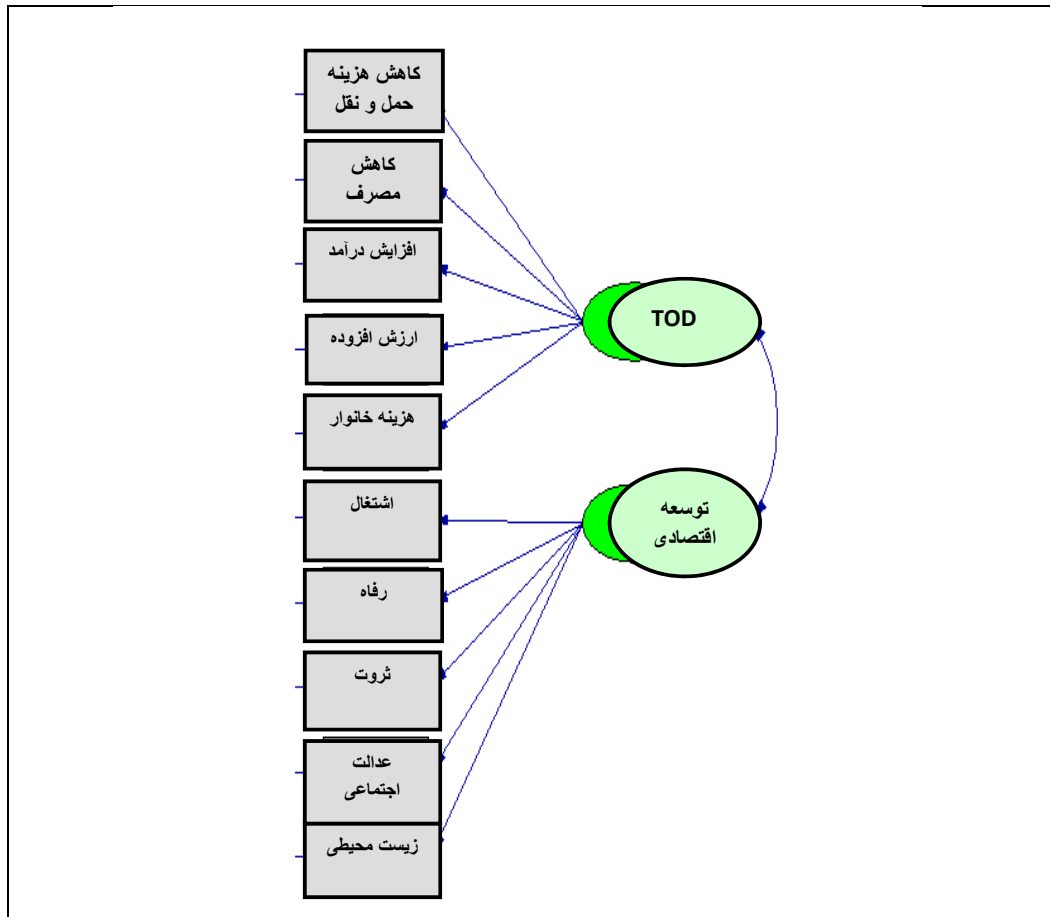 کاهش هزینه
حمل و نقل
کاهش
مصرف
افزایش درآمد
ارزش افزوده
هزینه خانوار
اشتغال
رفاه
ثروت
عدالت
اجتماعی
زیست محیطی
TOD
توسعه
اقتصادی